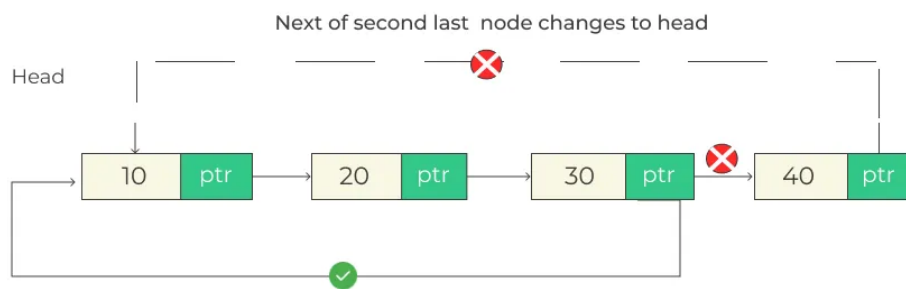 Next of second last  node changes to head
Head
10 ptr 20 ptr 30 ptr 40 ptr